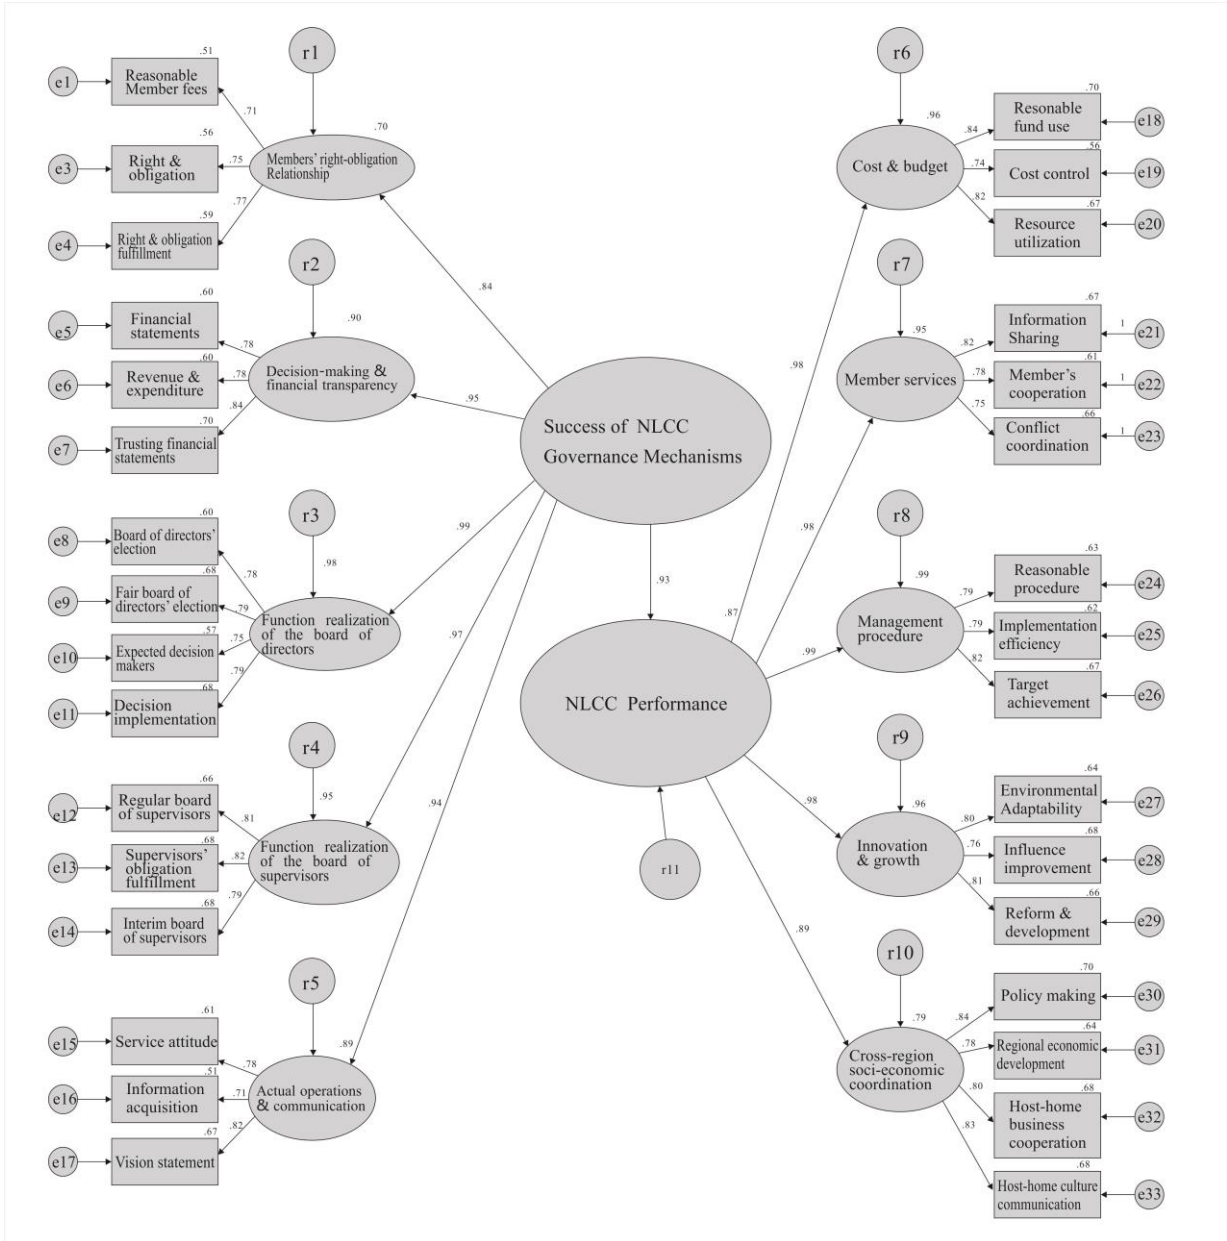 r1
.51
e1
Reasonable
Member fees
.71
.70
.56
e3
Right &
obligation
.75
Members' right-obligation
Relationship
.77
.59
e4
Right & obligation
fulfillment
.84
r2
.60
e5
Financial
statements
.90
.78
.60
e6
Revenue &
expenditure
.78
Decision-making &
financial transparency
.84
.95
.70
e7
Trusting financial
statements
r3
.60
e8
Board of directors'
election
.98
.99
.78
.68
e9
Fair board of
directors' election
.79
Function realization
of the board of
directors
.57
e10
Expected decision
makers
.75
.79
.68
e11
Decision
implementation
.97
r4
.66
e12
Regular board
of supervisors
.95
.81
.68
e13
Supervisors'
obligation
fulfillment
.82
Function realization
of the board of
supervisors
.79
.68
e14
Interim board
of supervisors
.94
r5
.61
e15
Service attitude
.89
.78
.51
e16
Information
acquisition
.71
Actual operations
& communication
.82
.67
e17
Vision statement
Success of NLCC
Governance Mechanisms
.93
NLCC Performance
r11
.87
.98
.98
.99
.98
.89
r6
.96
.70
.84
Resonable
fund use
e18
Cost & budget
.56
.74
Cost control
e19
.82
.67
Resource
utilization
e20
r7
.95
.67
.82
Information
Sharing
1
e21
Member services
.61
.78
Member's
cooperation
1
e22
.75
.66
Conflict
coordination
1
e23
r8
.99
.63
.79
Reasonable
procedure
e24
Management
procedure
.62
.79
Implementation
efficiency
e25
.82
.67
Target
achievement
e26
r9
.96
.64
.80
Environmental
Adaptability
e27
Innovation
& growth
.68
.76
Influence
improvement
e28
.81
.66
Reform &
development
e29
r10
.79
.70
.84
Policy making
e30
Cross-region
soci-economic
coordination
.64
.78
Regional economic
development
e31
.80
.68
Host-home
business
cooperation
e32
.83
.68
Host-home culture
communication
e33